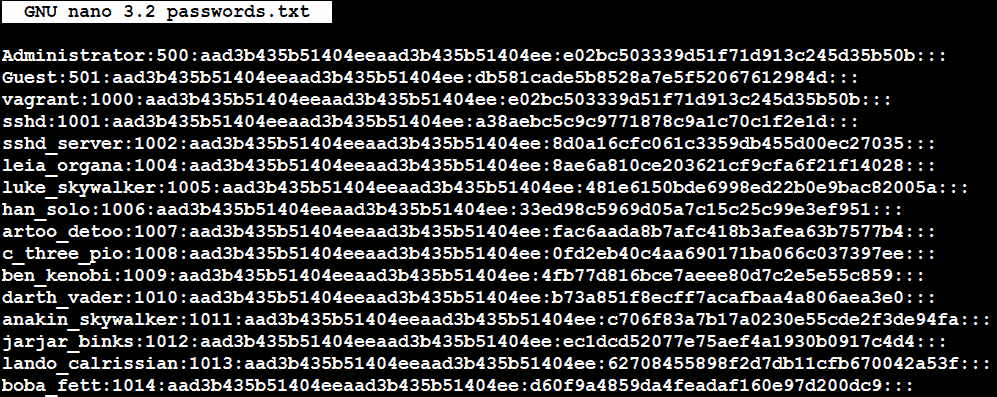 GNU nano 3.2 passwords.txt
Administrator:500:aad3b435b51404eeaad3b435b51404ee:e02bc503339d51f71d913c245d35b50b:::
Guest:501:aad3b435b51404eeaad3b435b51404ee:db581cade5b8528a7e5f52067612984d:::
vagrant:1000:aad3b435b51404eeaad3b435b51404ee:e02bc503339d51f71d913c245d35b50b:::
sshd:1001:aad3b435b51404eeaad3b435b51404ee:a38aebc5c9c9771878c9a1c70c1f2e1d:::
sshd_server:1002:aad3b435b51404eeaad3b435b51404ee:8d0a16cfc061c3359db455d00ec27035:::
leia_organa:1004:aad3b435b51404eeaad3b435b51404ee:8ae6a810ce203621cf9cfa6f21f14028:::
luke_skywalker:1005:aad3b435b51404eeaad3b435b51404ee:481e6150bde6998ed22b0e9bac82005a:::
han_solo:1006:aad3b435b51404eeaad3b435b51404ee:33ed98c5969d05a7c15c25c99e3ef951:::
artoo_detoo:1007:aad3b435b51404eeaad3b435b51404ee:fac6aada8b7afc418b3afea63b7577b4:::
c_three_pio:1008:aad3b435b51404eeaad3b435b51404ee:0fd2eb40c4aa690171ba066c037397ee:::
ben_kenobi:1009:aad3b435b51404eeaad3b435b51404ee:4fb77d816bce7aeee80d7c2e5e55c859:::
darth_vader:1010:aad3b435b51404eeaad3b435b51404ee:b73a851f8ecff7acafbaa4a806aea3e0:::
anakin_skywalker:1011:aad3b435b51404eeaad3b435b51404ee:c706f83a7b17a0230e55cde2f3de94fa:::
jarjar_binks:1012:aad3b435b51404eeaad3b435b51404ee:ec1dcd52077e75aef4a1930b0917c4d4:::
lando_calrissian:1013:aad3b435b51404eeaad3b435b51404ee:62708455898f2d7db11cfb670042a53f:::
boba_fett:1014:aad3b435b51404eeaad3b435b51404ee:d60f9a4859da4feadaf160e97d200dc9:::